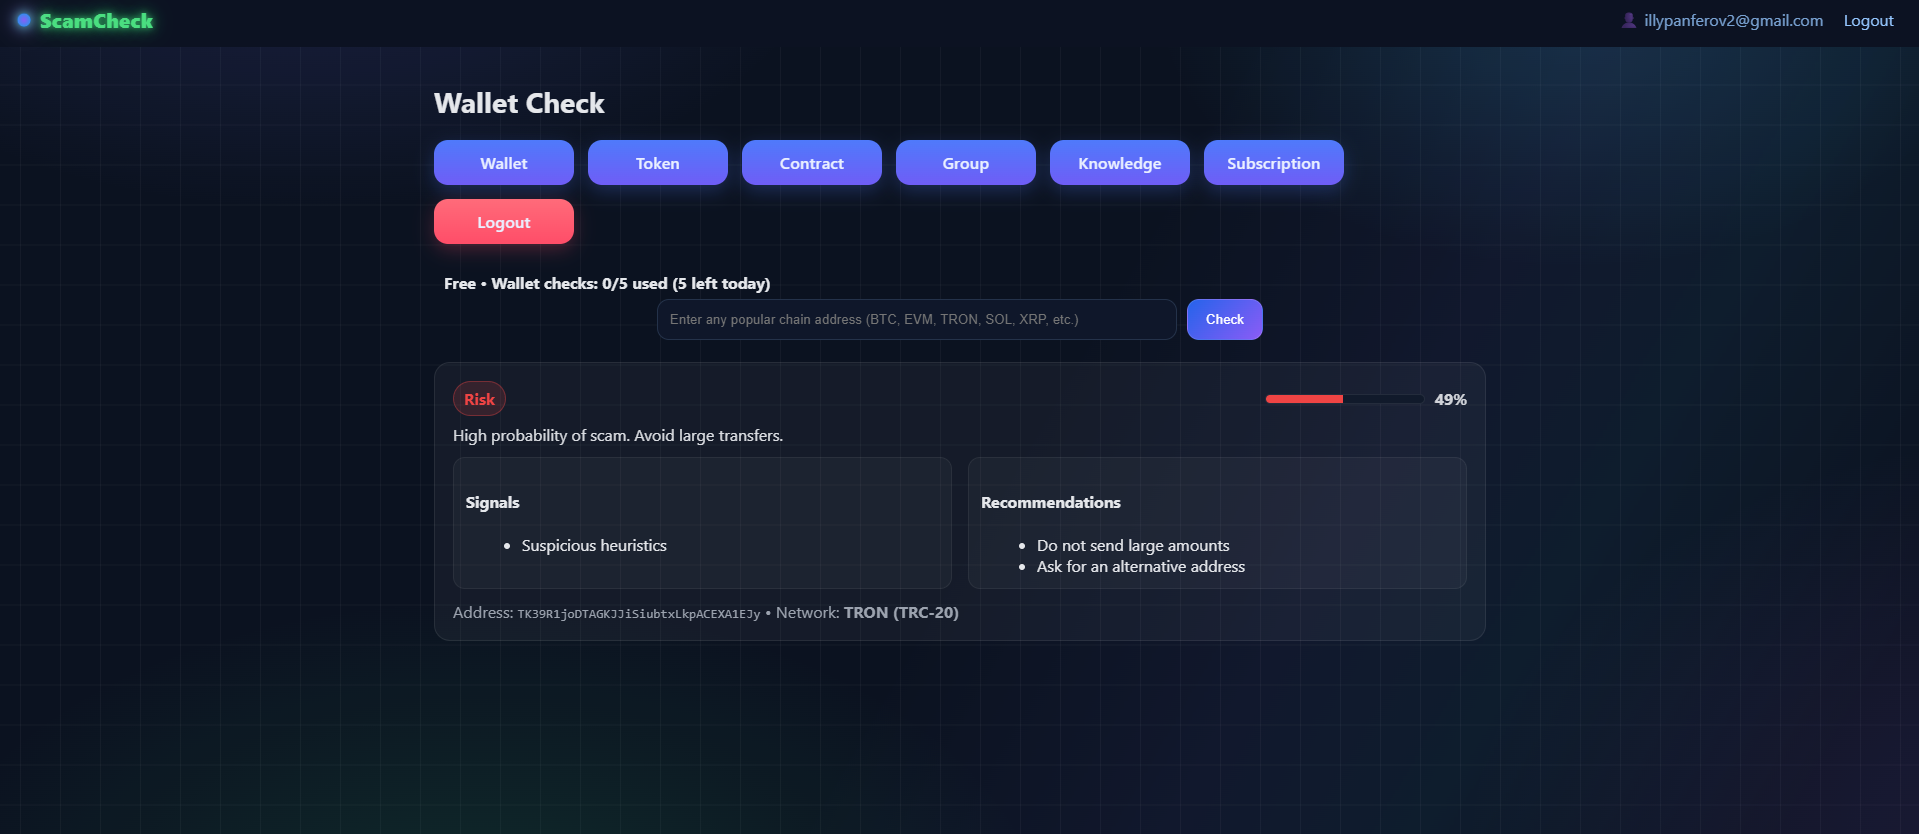 ScamCheck
illypanferov2@gmail.com Logout
Wallet Check
Wallet Token Contract Group Knowledge Subscription
Logout
Free • Wallet checks: 0/5 used (5 left today)
Enter any popular chain address (BTC, EVM, TRON, SOL, XRP, etc.) Check
Risk 49%
High probability of scam. Avoid large transfers.
Signals
• Suspicious heuristics
Recommendations
• Do not send large amounts
• Ask for an alternative address
Address: TK39R1joDTAGKJJiSiubtxLkpACEXA1EJy • Network: TRON (TRC-20)